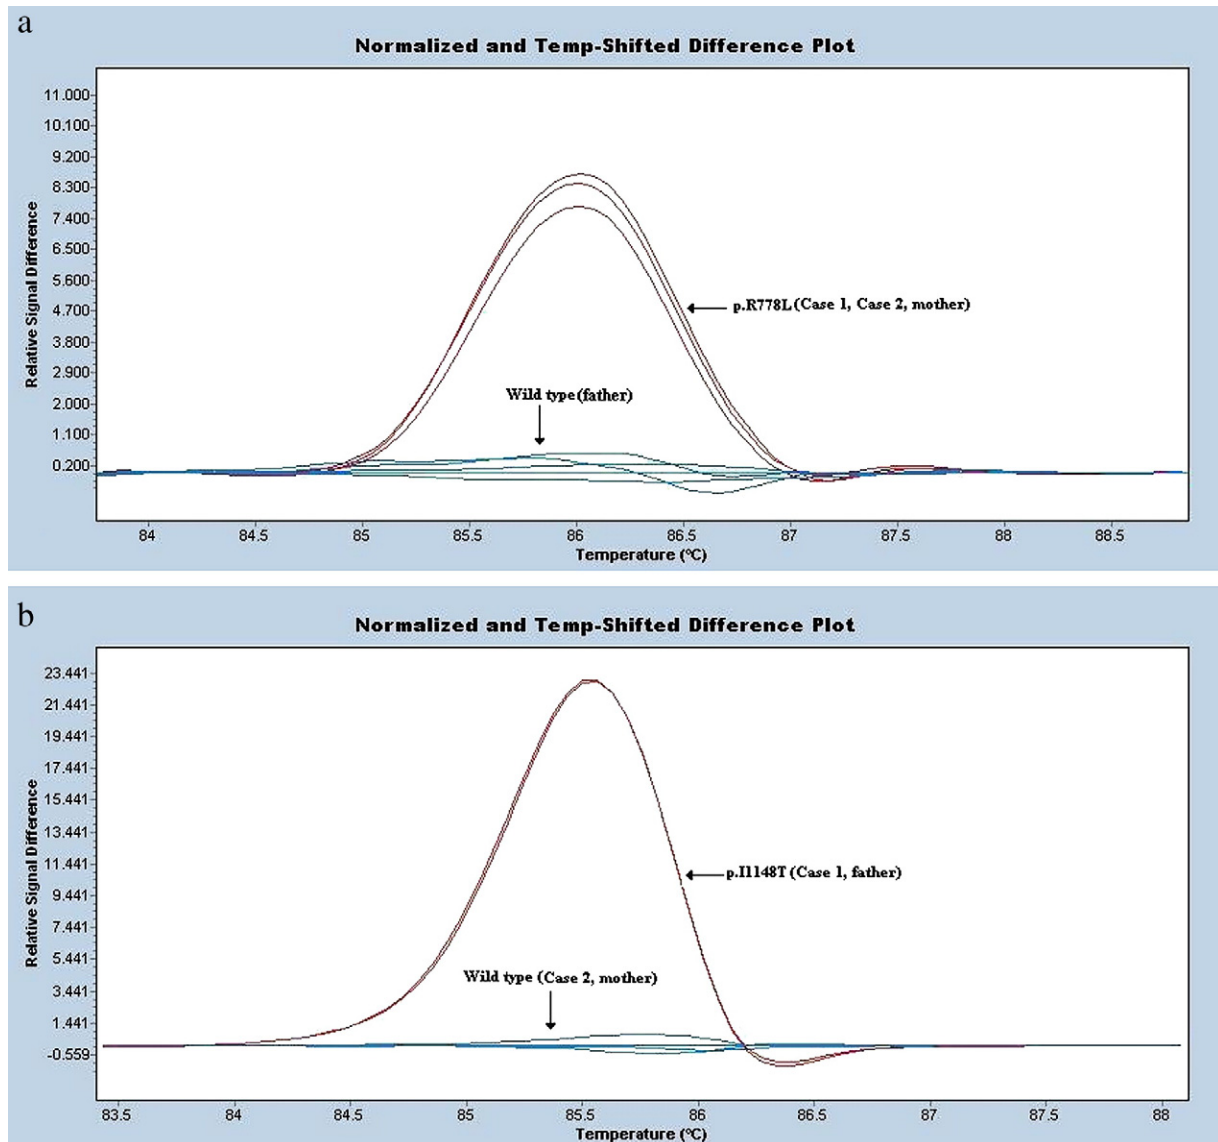 a
Normalized and Temp-Shifted Difference Plot
11.000
10.100
9.200
8.300
7.400
6.500
5.600
4.700
3.800
2.900
2.000
1.100
0.200
Relative Signal Difference
p.R778L (Case 1, Case 2, mother)
Wild type (father)
84 84.5 85 85.5 86 86.5 87 87.5 88 88.5
Temperature (°C)
b
Normalized and Temp-Shifted Difference Plot
23.441
21.441
19.441
17.441
15.441
13.441
11.441
9.441
7.441
5.441
3.441
1.441
-0.559
Relative Signal Difference
p.I1148T (Case 1, father)
Wild type (Case 2, mother)
83.5 84 84.5 85 85.5 86 86.5 87 87.5 88
Temperature (°C)